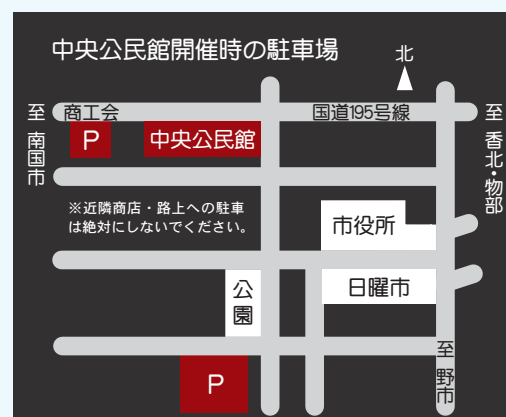 中央公民館開催時の駐車場
北
至 南国市
商工会
国道195号線
至 香北・物部
P
中央公民館
※近隣商店・路上への駐車
は絶対にしないでください。
市役所
日曜市
公園
至 野市
P